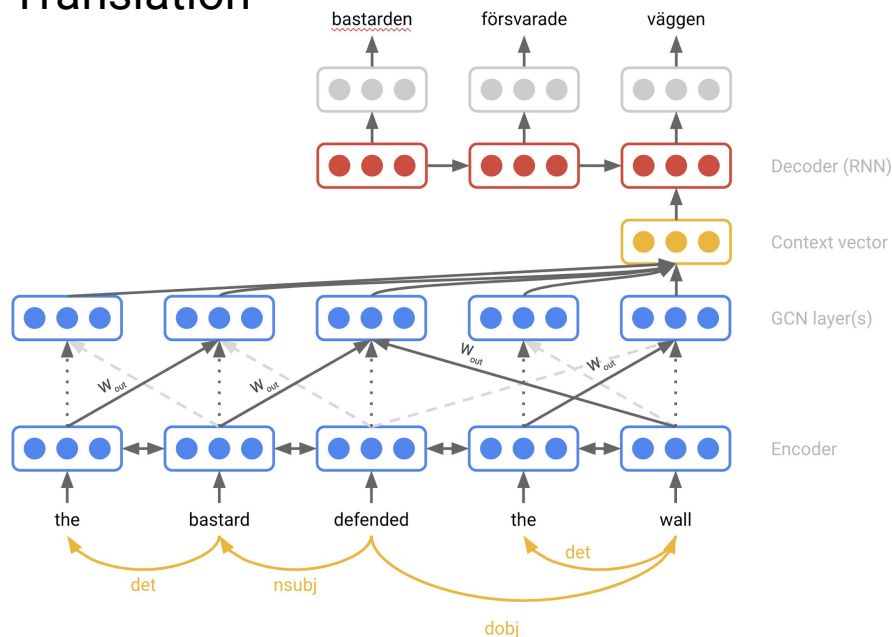 Translation
bastarden försvarade väggen
Decoder (RNN)
Context vector
GCN layer(s)
W out W out W out W out
Encoder
the bastard defended the wall
det nsubj det
dobj